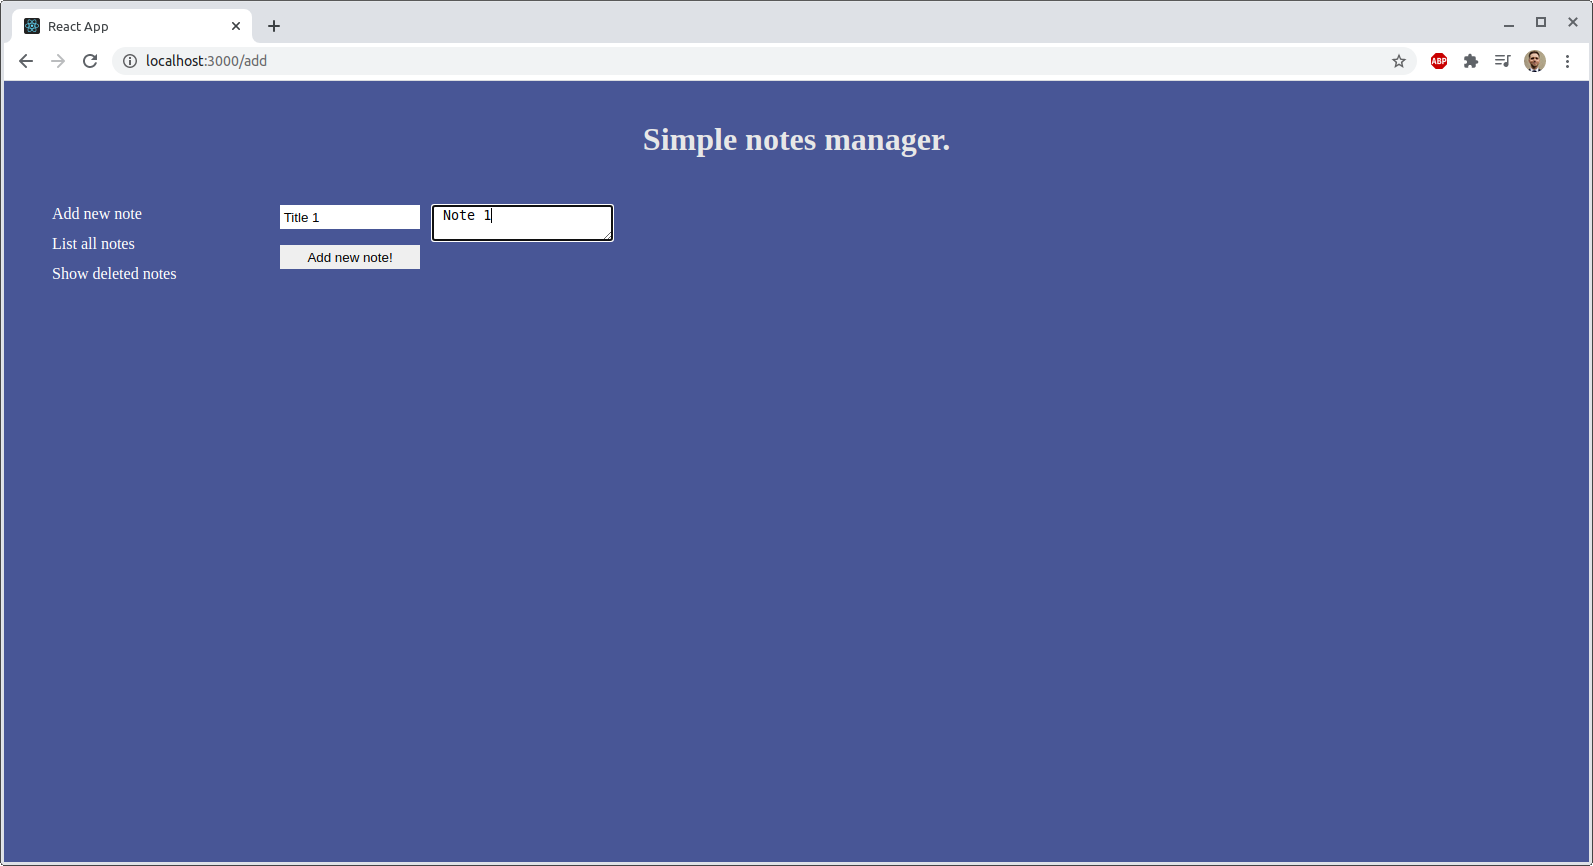 React App
localhost:3000/add
ABP
Simple notes manager.
Add new note
List all notes
Show deleted notes
Title 1
Note 1
Add new note!